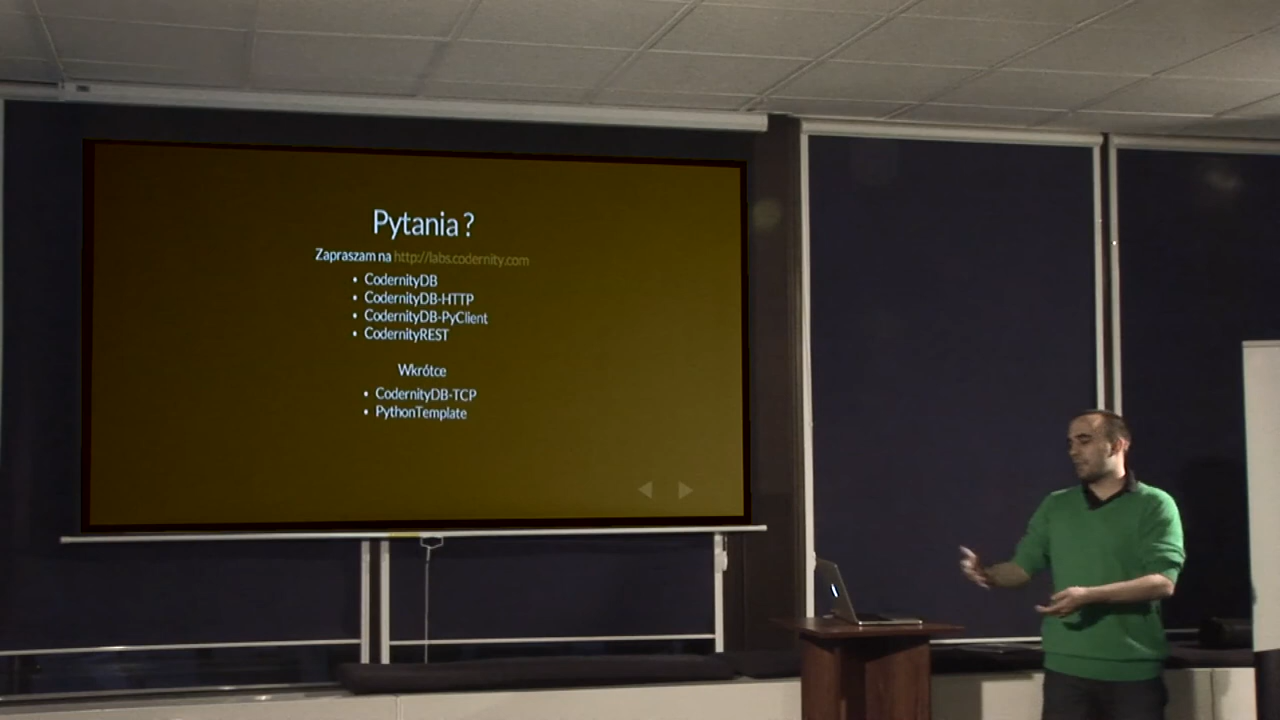 Pytania ?
Zapraszam na http://labs.codernity.com
• CodernityDB
• CodernityDB-HTTP
• CodernityDB-PyClient
• CodernityREST
Wkrótce
• CodernityDB-TCP
• PythonTemplate